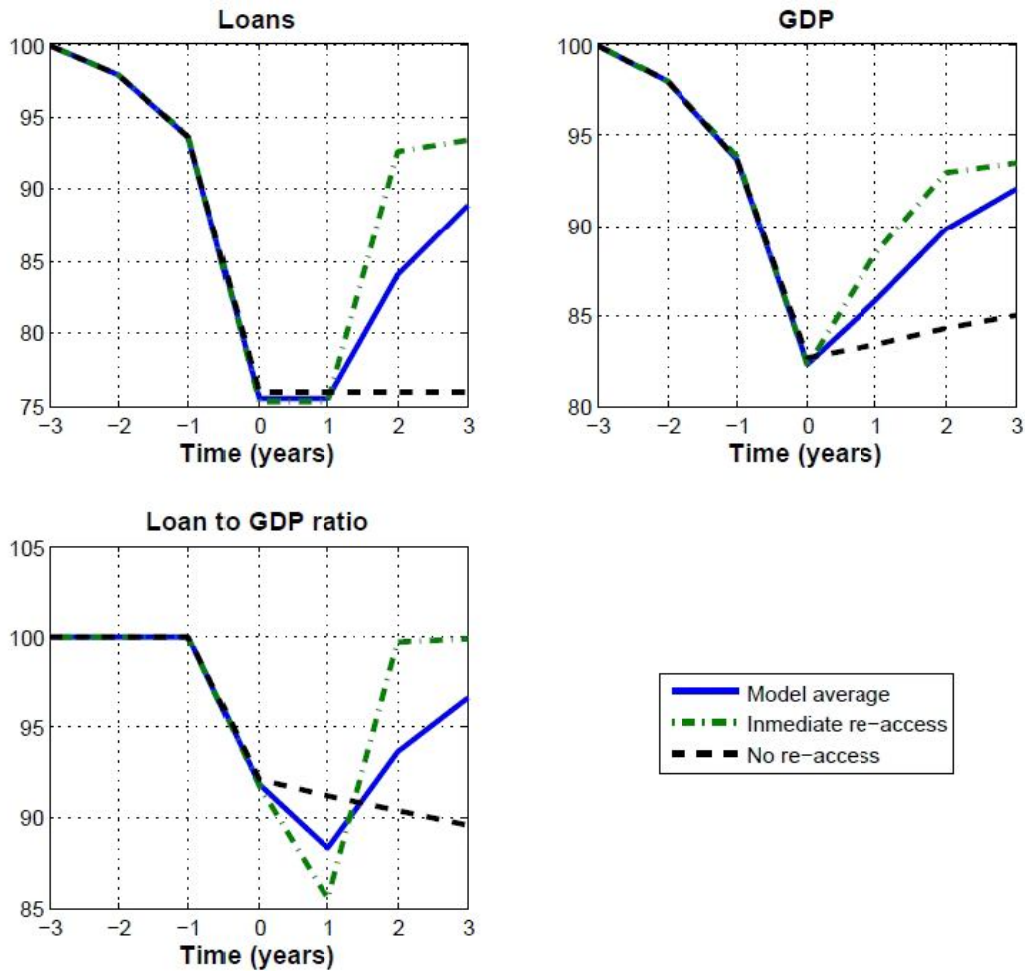 Loans
100
95
90
85
80
75
−3 −2 −1 0 1 2 3
Time (years)
GDP
100
95
90
85
80
−3 −2 −1 0 1 2 3
Time (years)
Loan to GDP ratio
105
100
95
90
85
−3 −2 −1 0 1 2 3
Time (years)
Model average
Inmediate re−access
No re−access